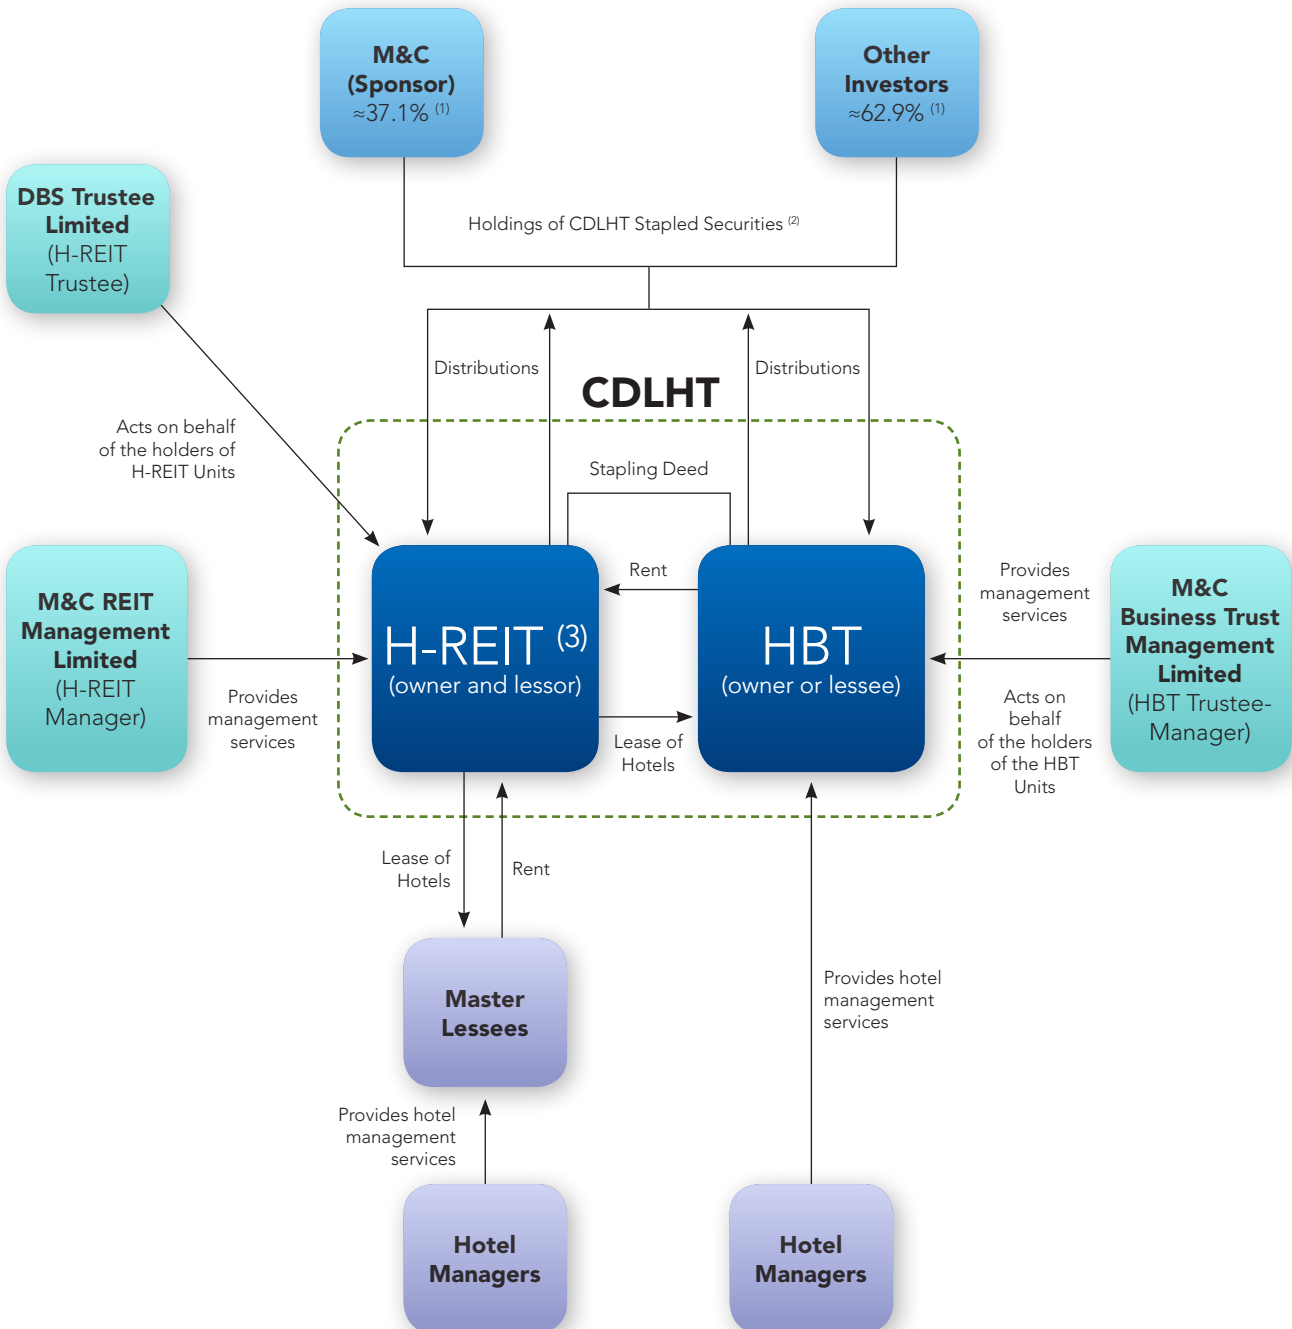 M&C
(Sponsor)
≈37.1% (1)
Other
Investors
≈62.9% (1)
DBS Trustee
Limited
(H-REIT
Trustee)
Holdings of CDLHT Stapled Securities (2)
Distributions
Distributions
CDLHT
Acts on behalf
of the holders of
H-REIT Units
Stapling Deed
M&C REIT
Management
Limited
(H-REIT
Manager)
Provides
management
services
H-REIT (3)
(owner and lessor)
Rent
Lease of
Hotels
HBT
(owner or lessee)
Provides
management
services
Acts on
behalf
of the holders
of the HBT
Units
M&C
Business Trust
Management
Limited
(HBT Trustee-
Manager)
Lease of
Hotels
Rent
Master
Lessees
Provides hotel
management
services
Provides hotel
management
services
Hotel
Managers
Hotel
Managers